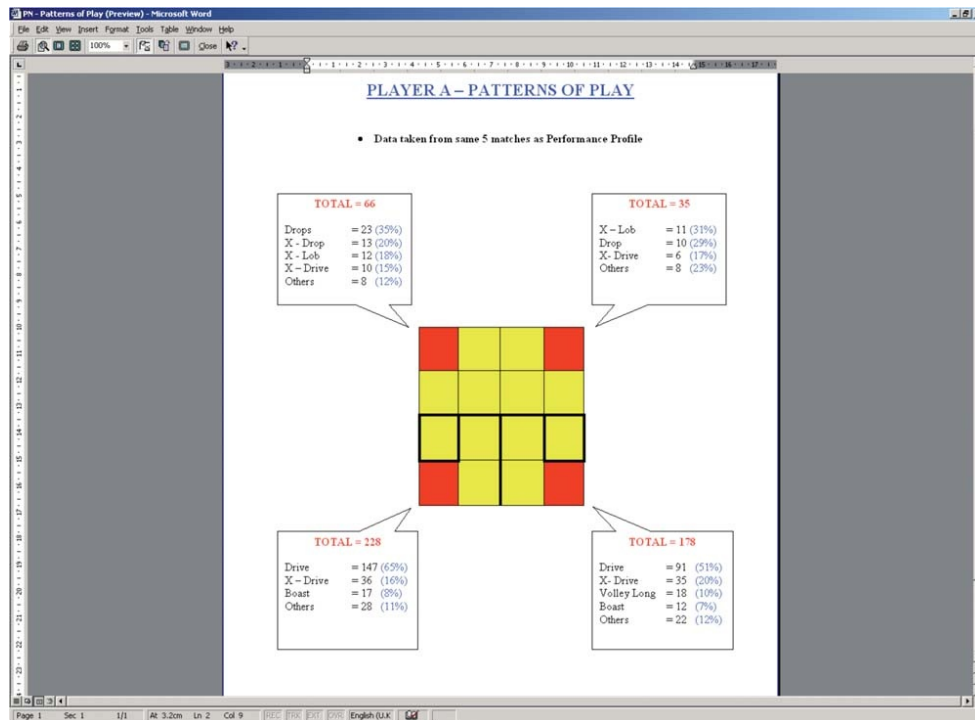 PN - Patterns of Play (Preview) - Microsoft Word
File Edit View Insert Format Tools Table Window Help
100% Close
PLAYER A – PATTERNS OF PLAY
• Data taken from same 5 matches as Performance Profile
TOTAL = 66
Drops = 23 (35%)
X - Drop = 13 (20%)
X - Lob = 12 (18%)
X – Drive = 10 (15%)
Others = 8 (12%)
TOTAL = 35
X – Lob = 11 (31%)
Drop = 10 (29%)
X- Drive = 6 (17%)
Others = 8 (23%)
TOTAL = 228
Drive = 147 (65%)
X – Drive = 36 (16%)
Boast = 17 (8%)
Others = 28 (11%)
TOTAL = 178
Drive = 91 (51%)
X- Drive = 35 (20%)
Volley Long = 18 (10%)
Boast = 12 (7%)
Others = 22 (12%)
Page 1 Sec 1 1/1 At 3.2cm Ln 2 Col 9 REC TRK EXT OVR English (U.K